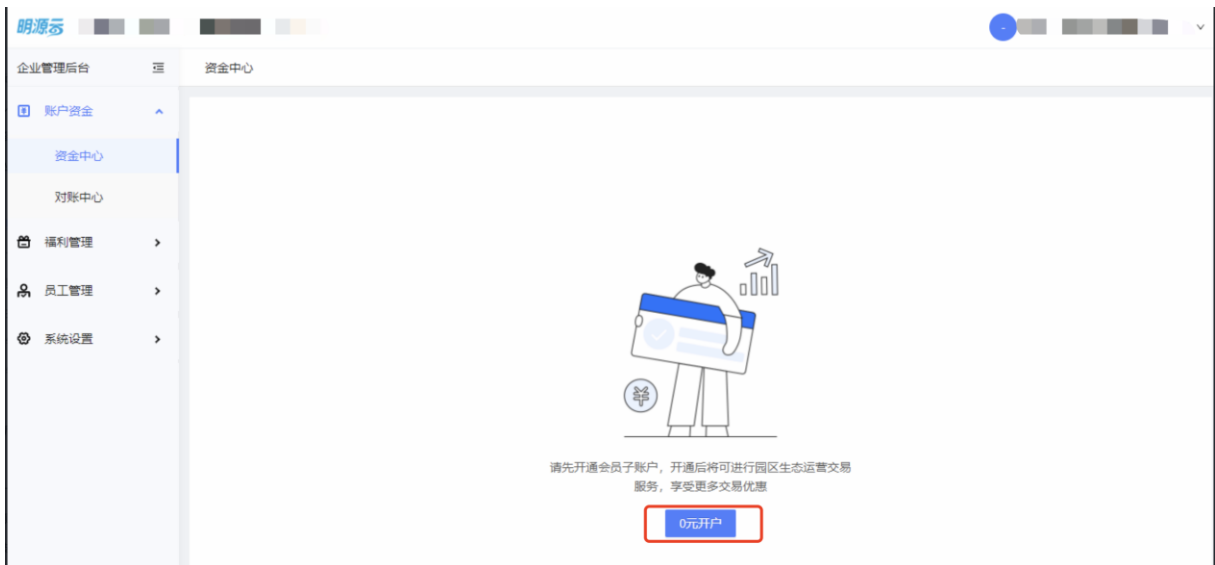 明源云
企业管理后台
资金中心
账户资金
资金中心
对账中心
福利管理
员工管理
系统设置
请先开通会员子账户，开通后将可进行园区生态运营交易
服务，享受更多交易优惠
0元开户